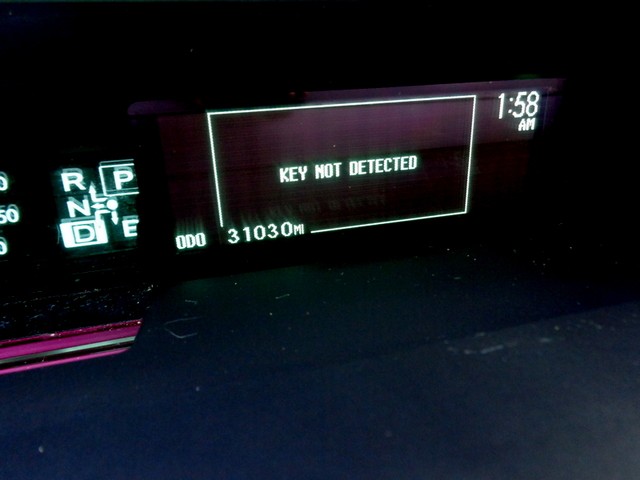 1:58
AM
KEY NOT DETECTED
R P
N
D
ODO 31030MI